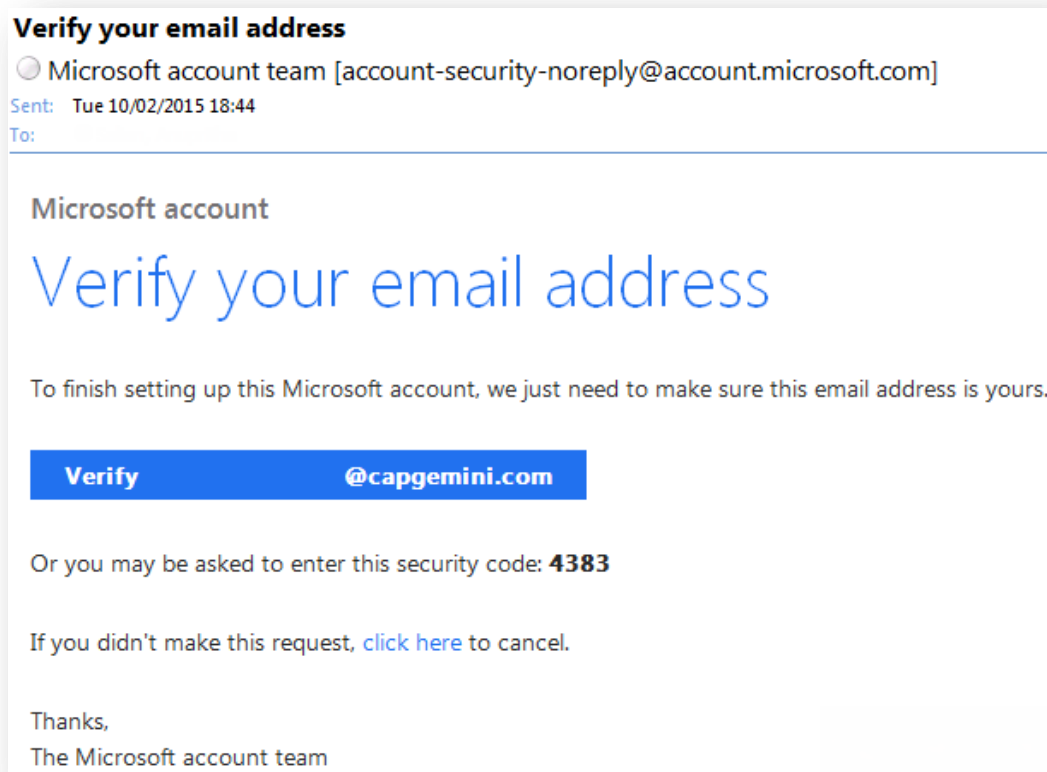 Verify your email address
Microsoft account team [account-security-noreply@account.microsoft.com]
Sent: Tue 10/02/2015 18:44
To:
Microsoft account
Verify your email address
To finish setting up this Microsoft account, we just need to make sure this email address is yours.
Verify @capgemini.com
Or you may be asked to enter this security code: 4383
If you didn't make this request, click here to cancel.
Thanks,
The Microsoft account team